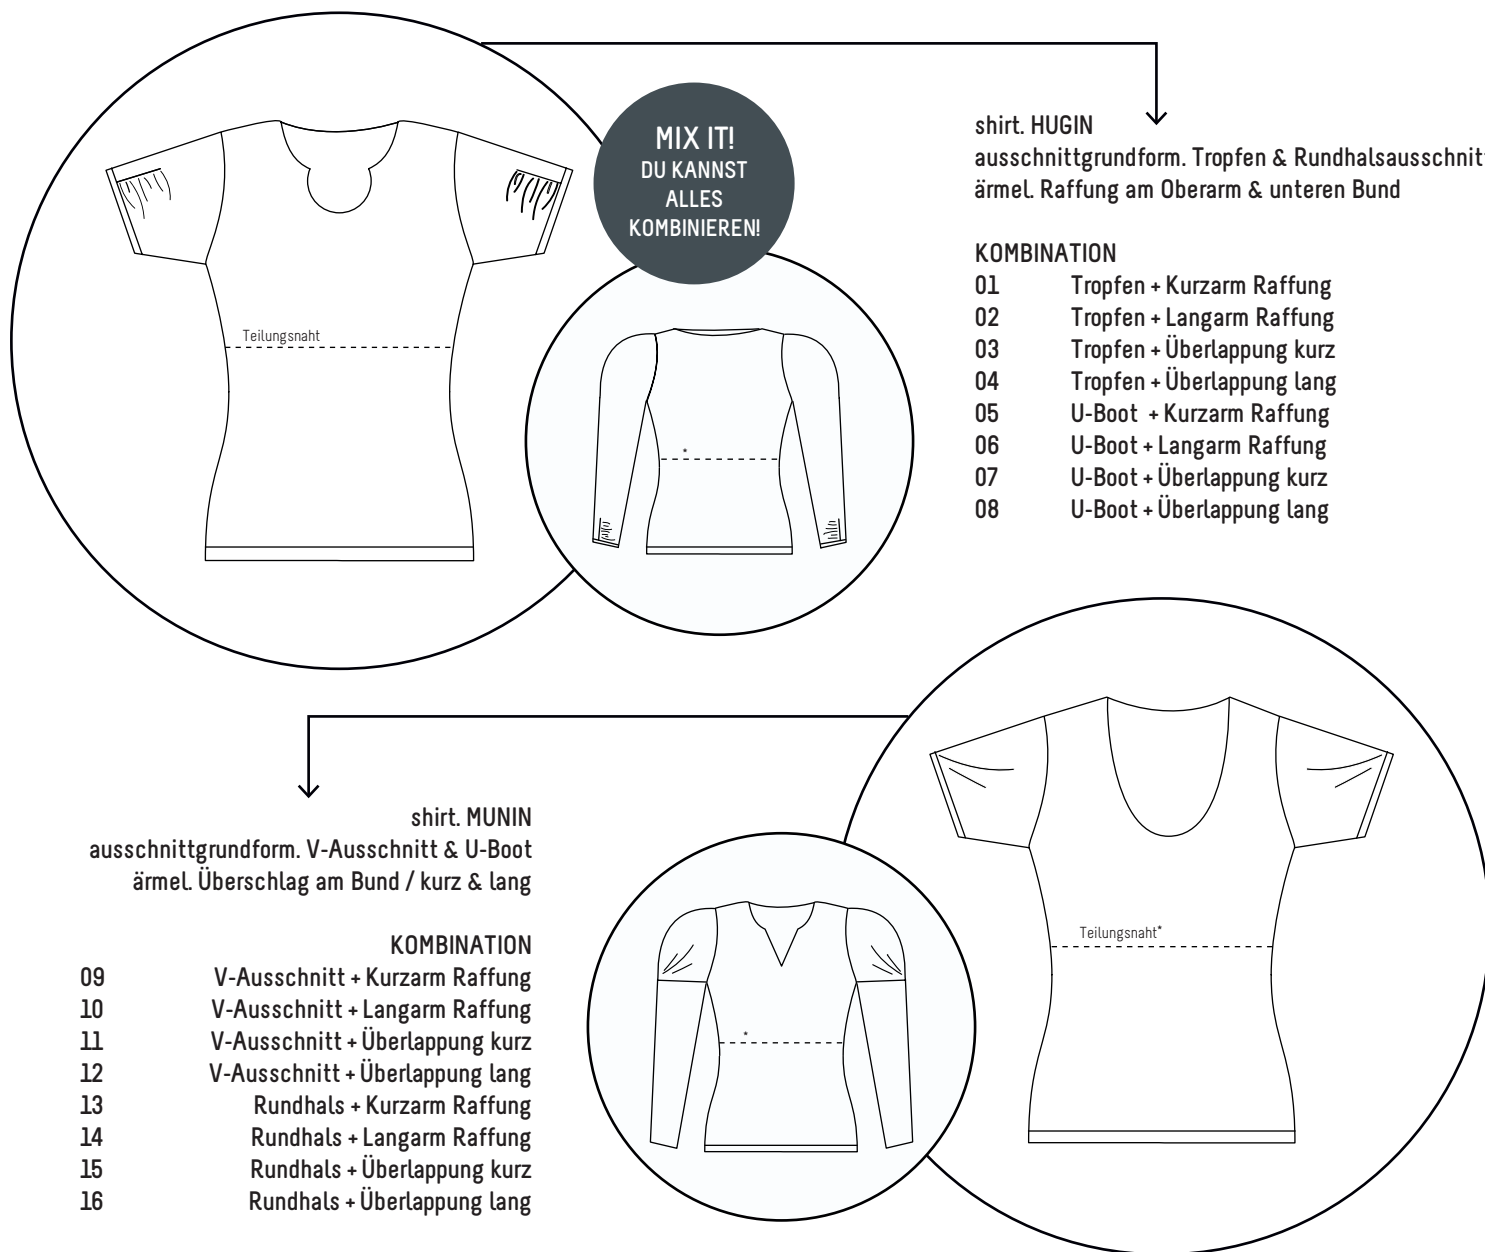 MIX IT!
DU KANNST
ALLES
KOMBINIEREN!
shirt. HUGIN
ausschnittgrundform. Tropfen & Rundhalsausschnitt
ärmel. Raffung am Oberarm & unteren Bund
KOMBINATION
01 Tropfen + Kurzarm Raffung
02 Tropfen + Langarm Raffung
03 Tropfen + Überlappung kurz
04 Tropfen + Überlappung lang
05 U-Boot + Kurzarm Raffung
06 U-Boot + Langarm Raffung
07 U-Boot + Überlappung kurz
08 U-Boot + Überlappung lang
Teilungsnaht
*
shirt. MUNIN
ausschnittgrundform. V-Ausschnitt & U-Boot
ärmel. Überschlag am Bund / kurz & lang
KOMBINATION
09 V-Ausschnitt + Kurzarm Raffung
10 V-Ausschnitt + Langarm Raffung
11 V-Ausschnitt + Überlappung kurz
12 V-Ausschnitt + Überlappung lang
13 Rundhals + Kurzarm Raffung
14 Rundhals + Langarm Raffung
15 Rundhals + Überlappung kurz
16 Rundhals + Überlappung lang
*
Teilungsnaht*